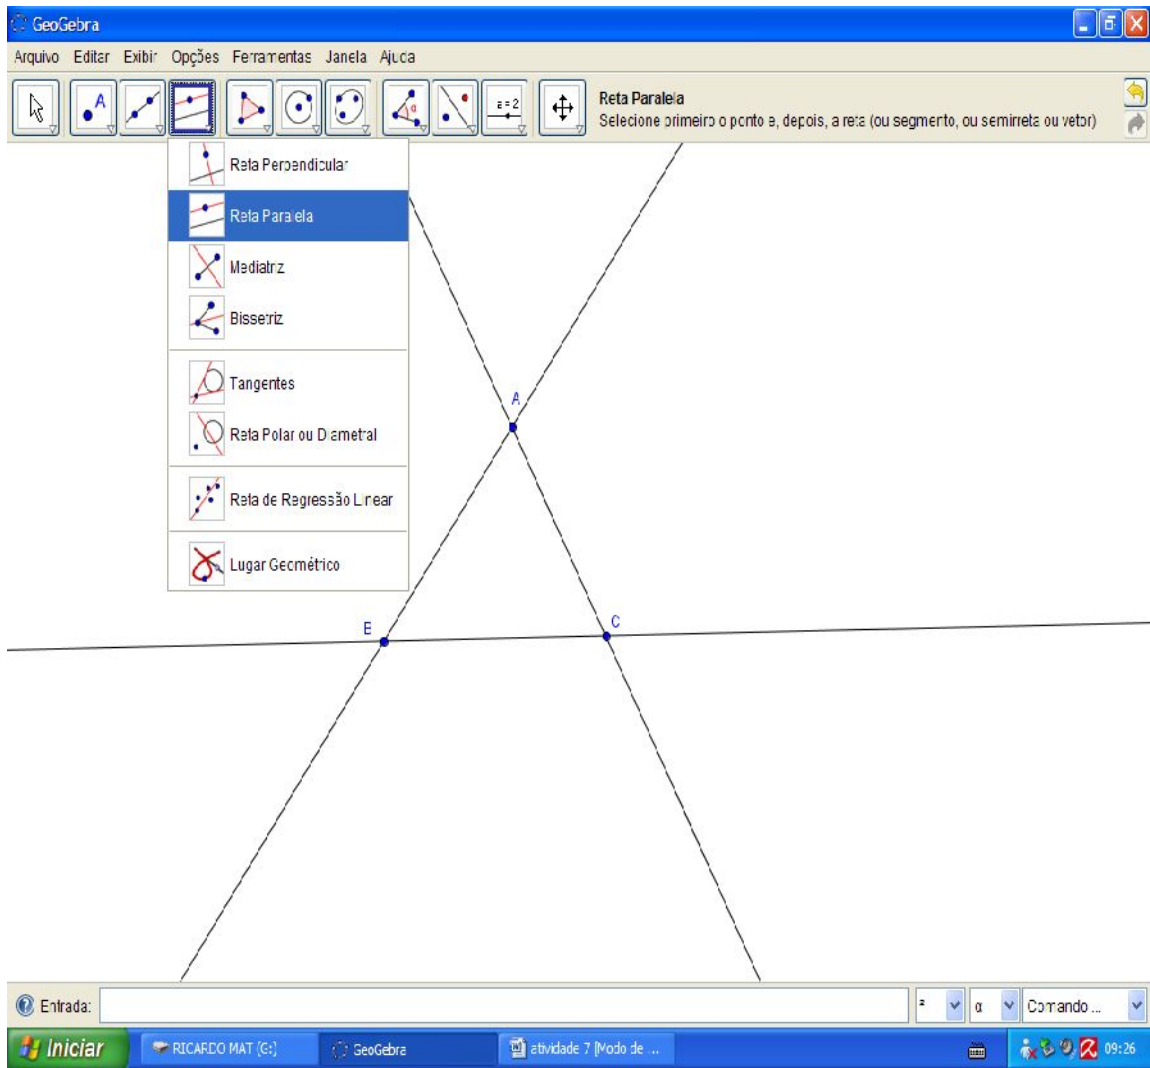 GeoGebra
Arquivo Editar Exibir Opções Ferramentas Janela Ajuda
A
α
a = 2
Reta Paralela
Selecione primeiro o ponto e, depois, a reta (ou segmento, ou semirreta ou vetor)
Reta Perpendicular
Reta Paralela
Mediatriz
Bissetriz
Tangentes
Reta Polar ou Diametral
Reta de Regressão Linear
Lugar Geométrico
A
B
C
Entrada:
² α Comando ...
Iniciar RICARDO MAT (G:) GeoGebra atividade 7 [Modo de ... 09:26